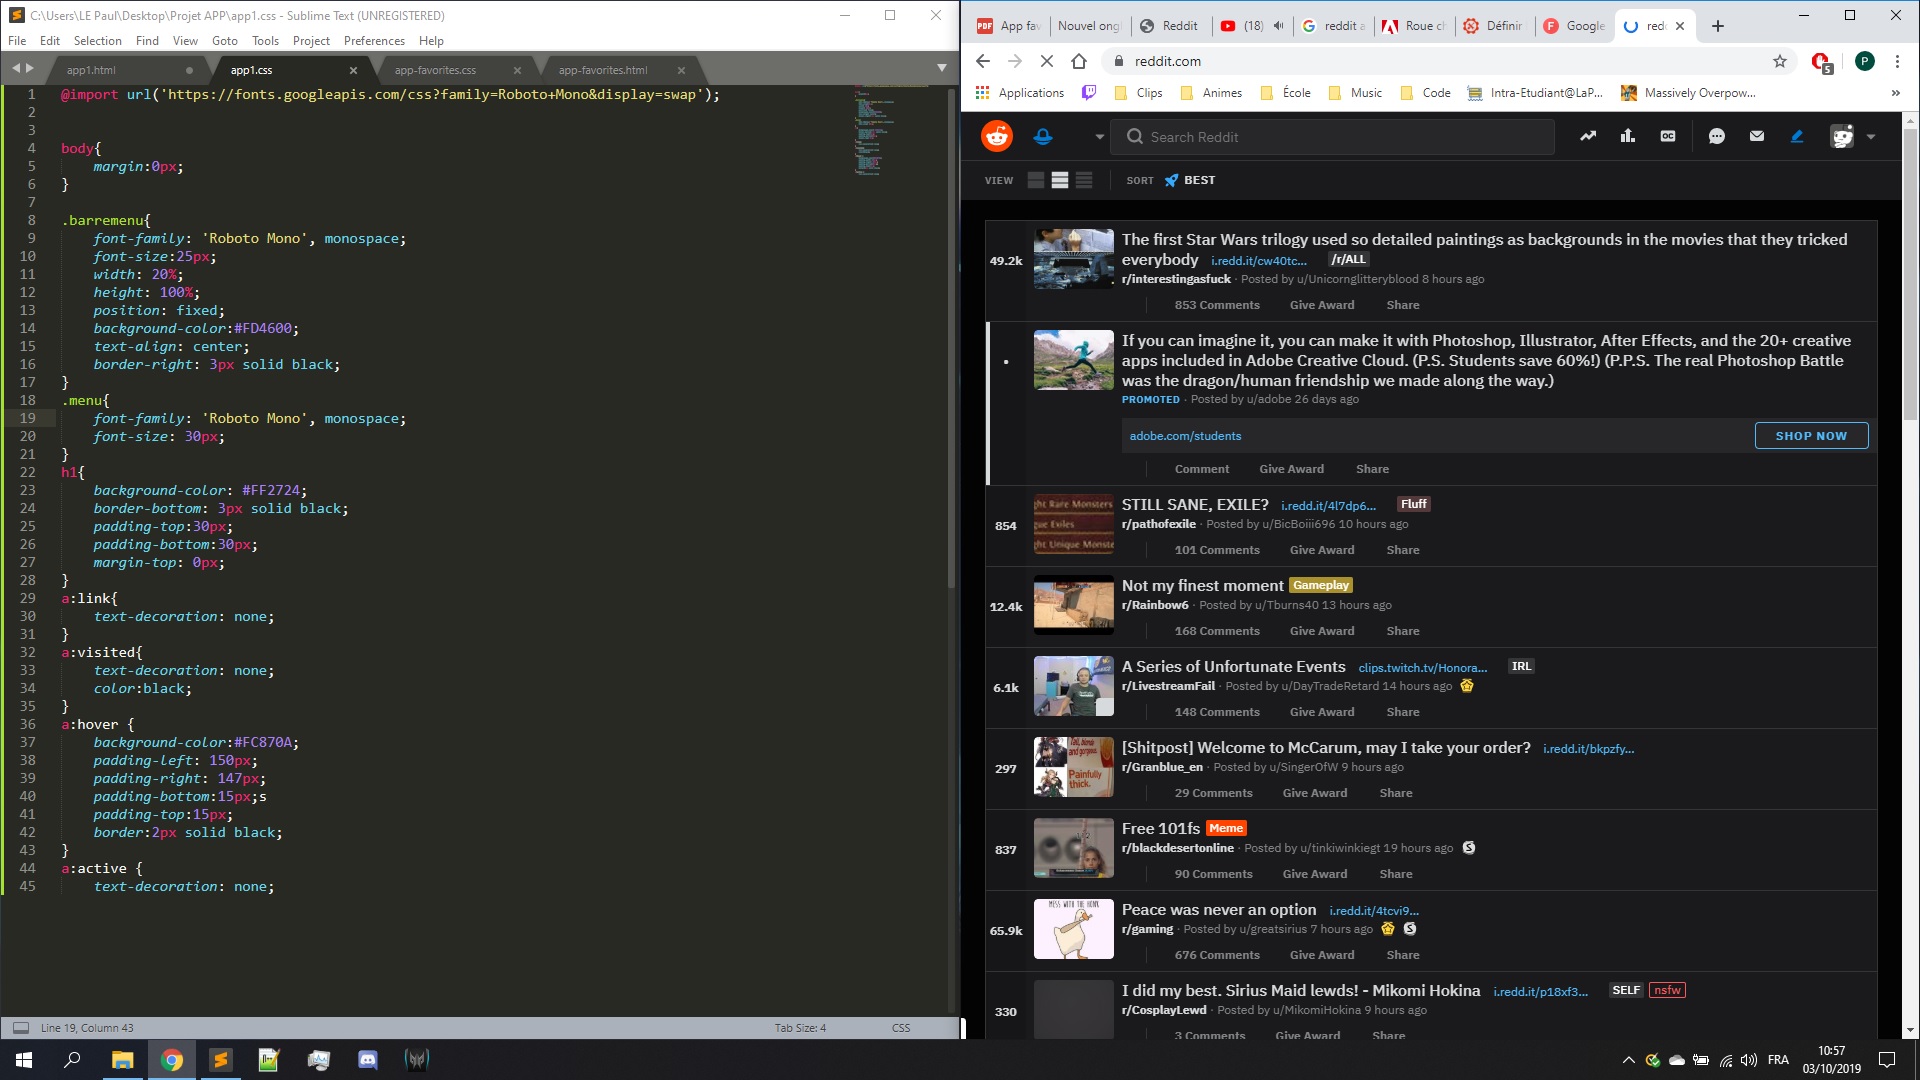 C:\Users\LE Paul\Desktop\Projet APP\app1.css - Sublime Text (UNREGISTERED)
File Edit Selection Find View Goto Tools Project Preferences Help
app1.html app1.css app-favorites.css app-favorites.html
1 @import url('https://fonts.googleapis.com/css?family=Roboto+Mono&display=swap');
2
3
4 body{
5 margin:0px;
6 }
7
8 .barremenu{
9 font-family: 'Roboto Mono', monospace;
10 font-size:25px;
11 width: 20%;
12 height: 100%;
13 position: fixed;
14 background-color:#FD4600;
15 text-align: center;
16 border-right: 3px solid black;
17 }
18 .menu{
19 font-family: 'Roboto Mono', monospace;
20 font-size: 30px;
21 }
22 h1{
23 background-color: #FF2724;
24 border-bottom: 3px solid black;
25 padding-top:30px;
26 padding-bottom:30px;
27 margin-top: 0px;
28 }
29 a:link{
30 text-decoration: none;
31 }
32 a:visited{
33 text-decoration: none;
34 color:black;
35 }
36 a:hover {
37 background-color:#FC870A;
38 padding-left: 150px;
39 padding-right: 147px;
40 padding-bottom:15px;s
41 padding-top:15px;
42 border:2px solid black;
43 }
44 a:active {
45 text-decoration: none;
Line 19, Column 43 Tab Size: 4 CSS
App fav Nouvel ong Reddit (18) reddit a Roue ch Définir Google redd
reddit.com
5
P
Applications Clips Animes École Music Code Intra-Etudiant@LaP... Massively Overpow... »
Search Reddit
VIEW SORT BEST
49.2k
The first Star Wars trilogy used so detailed paintings as backgrounds in the movies that they tricked
everybody i.redd.it/cw40tc... /r/ALL
r/interestingasfuck · Posted by u/Unicornglitteryblood 8 hours ago
853 Comments Give Award Share
If you can imagine it, you can make it with Photoshop, Illustrator, After Effects, and the 20+ creative
apps included in Adobe Creative Cloud. (P.S. Students save 60%!) (P.P.S. The real Photoshop Battle
was the dragon/human friendship we made along the way.)
PROMOTED · Posted by u/adobe 26 days ago
adobe.com/students SHOP NOW
Comment Give Award Share
854
ght Rare Monsters
gue Exiles
ght Unique Monste
STILL SANE, EXILE? i.redd.it/4l7dp6... Fluff
r/pathofexile · Posted by u/BicBoiii696 10 hours ago
101 Comments Give Award Share
12.4k
Not my finest moment Gameplay
r/Rainbow6 · Posted by u/Tburns40 13 hours ago
168 Comments Give Award Share
6.1k
A Series of Unfortunate Events clips.twitch.tv/Honora... IRL
r/LivestreamFail · Posted by u/DayTradeRetard 14 hours ago
148 Comments Give Award Share
297
Painfully
thick.
[Shitpost] Welcome to McCarum, may I take your order? i.redd.it/bkpzfy...
r/Granblue_en · Posted by u/SingerOfW 9 hours ago
29 Comments Give Award Share
837
Free 101fs Meme
r/blackdesertonline · Posted by u/tinkiwinkiegt 19 hours ago
90 Comments Give Award Share
65.9k
MESS WITH THE HONK
Peace was never an option i.redd.it/4tcvi9...
r/gaming · Posted by u/greatsirius 7 hours ago
676 Comments Give Award Share
330
I did my best. Sirius Maid lewds! - Mikomi Hokina i.redd.it/p18xf3... SELF nsfw
r/CosplayLewd · Posted by u/MikomiHokina 9 hours ago
3 Comments Give Award Share
FRA
10:57
03/10/2019